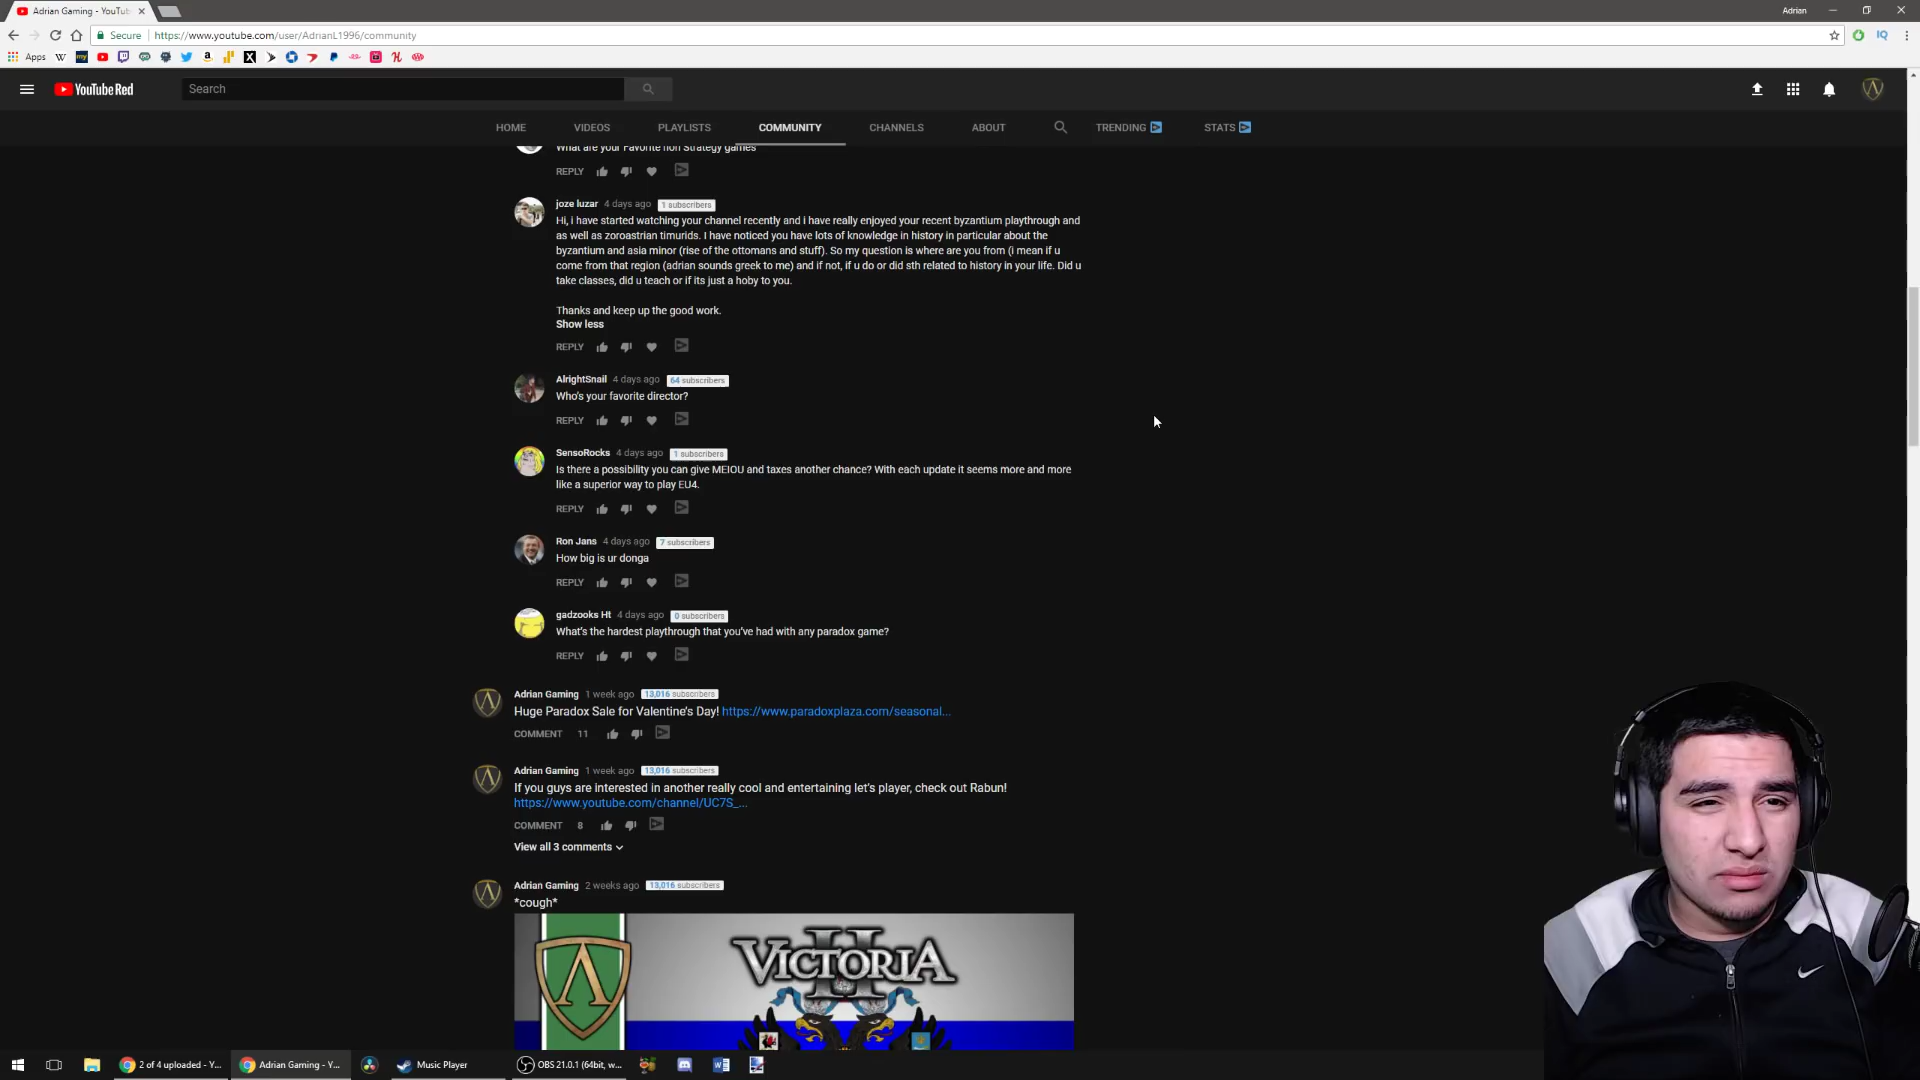 Adrian Gaming - YouTub
Adrian
Secure
https://www.youtube.com/user/AdrianL1996/community
IQ
Apps
YouTube Red
Search
HOME VIDEOS PLAYLISTS COMMUNITY CHANNELS ABOUT TRENDING STATS
What are your Favorite non Strategy games
REPLY
joze luzar 4 days ago 1 subscribers
Hi, i have started watching your channel recently and i have really enjoyed your recent byzantium playthrough and
as well as zoroastrian timurids. I have noticed you have lots of knowledge in history in particular about the
byzantium and asia minor (rise of the ottomans and stuff). So my question is where are you from (i mean if u
come from that region (adrian sounds greek to me) and if not, if u do or did sth related to history in your life. Did u
take classes, did u teach or if its just a hoby to you.
Thanks and keep up the good work.
Show less
REPLY
AlrightSnail 4 days ago 64 subscribers
Who's your favorite director?
REPLY
SensoRocks 4 days ago 1 subscribers
Is there a possibility you can give MEIOU and taxes another chance? With each update it seems more and more
like a superior way to play EU4.
REPLY
Ron Jans 4 days ago 7 subscribers
How big is ur donga
REPLY
gadzooks Ht 4 days ago 0 subscribers
What's the hardest playthrough that you've had with any paradox game?
REPLY
Adrian Gaming 1 week ago 13,016 subscribers
Huge Paradox Sale for Valentine's Day! https://www.paradoxplaza.com/seasonal...
COMMENT 11
Adrian Gaming 1 week ago 13,016 subscribers
If you guys are interested in another really cool and entertaining let's player, check out Rabun!
https://www.youtube.com/channel/UC7S_...
COMMENT 8
View all 3 comments
Adrian Gaming 2 weeks ago 13,016 subscribers
*cough*
VICTORIA II
2 of 4 uploaded - Y...
Adrian Gaming - Y...
Music Player
OBS 21.0.1 (64bit, w...